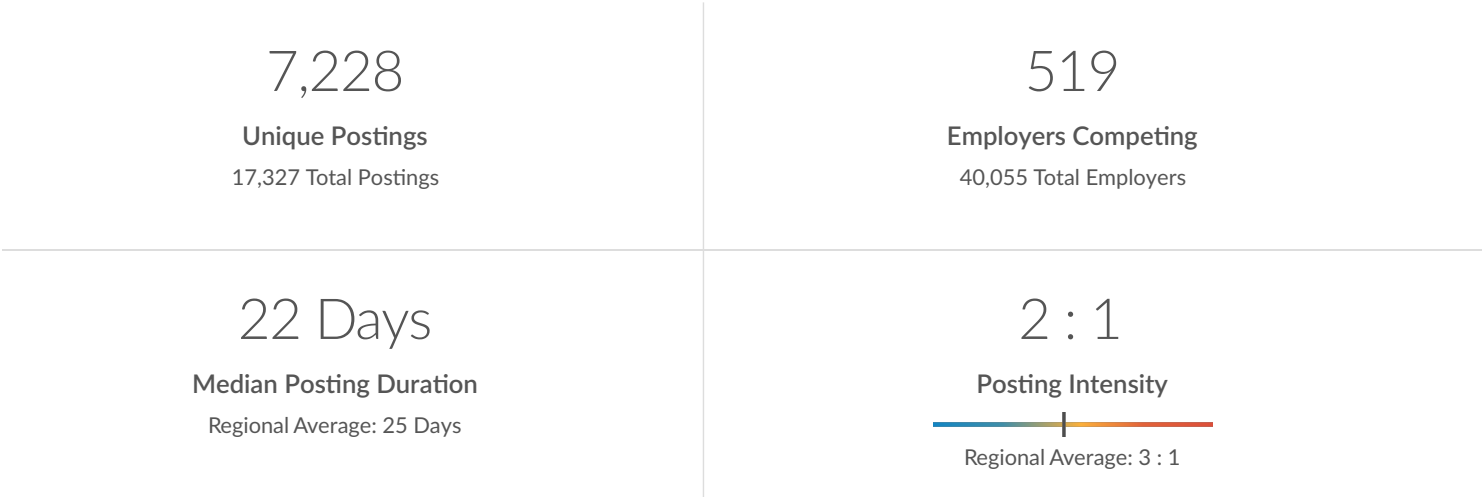 7,228
Unique Postings
17,327 Total Postings
519
Employers Competing
40,055 Total Employers
22 Days
Median Posting Duration
Regional Average: 25 Days
2 : 1
Posting Intensity
Regional Average: 3 : 1